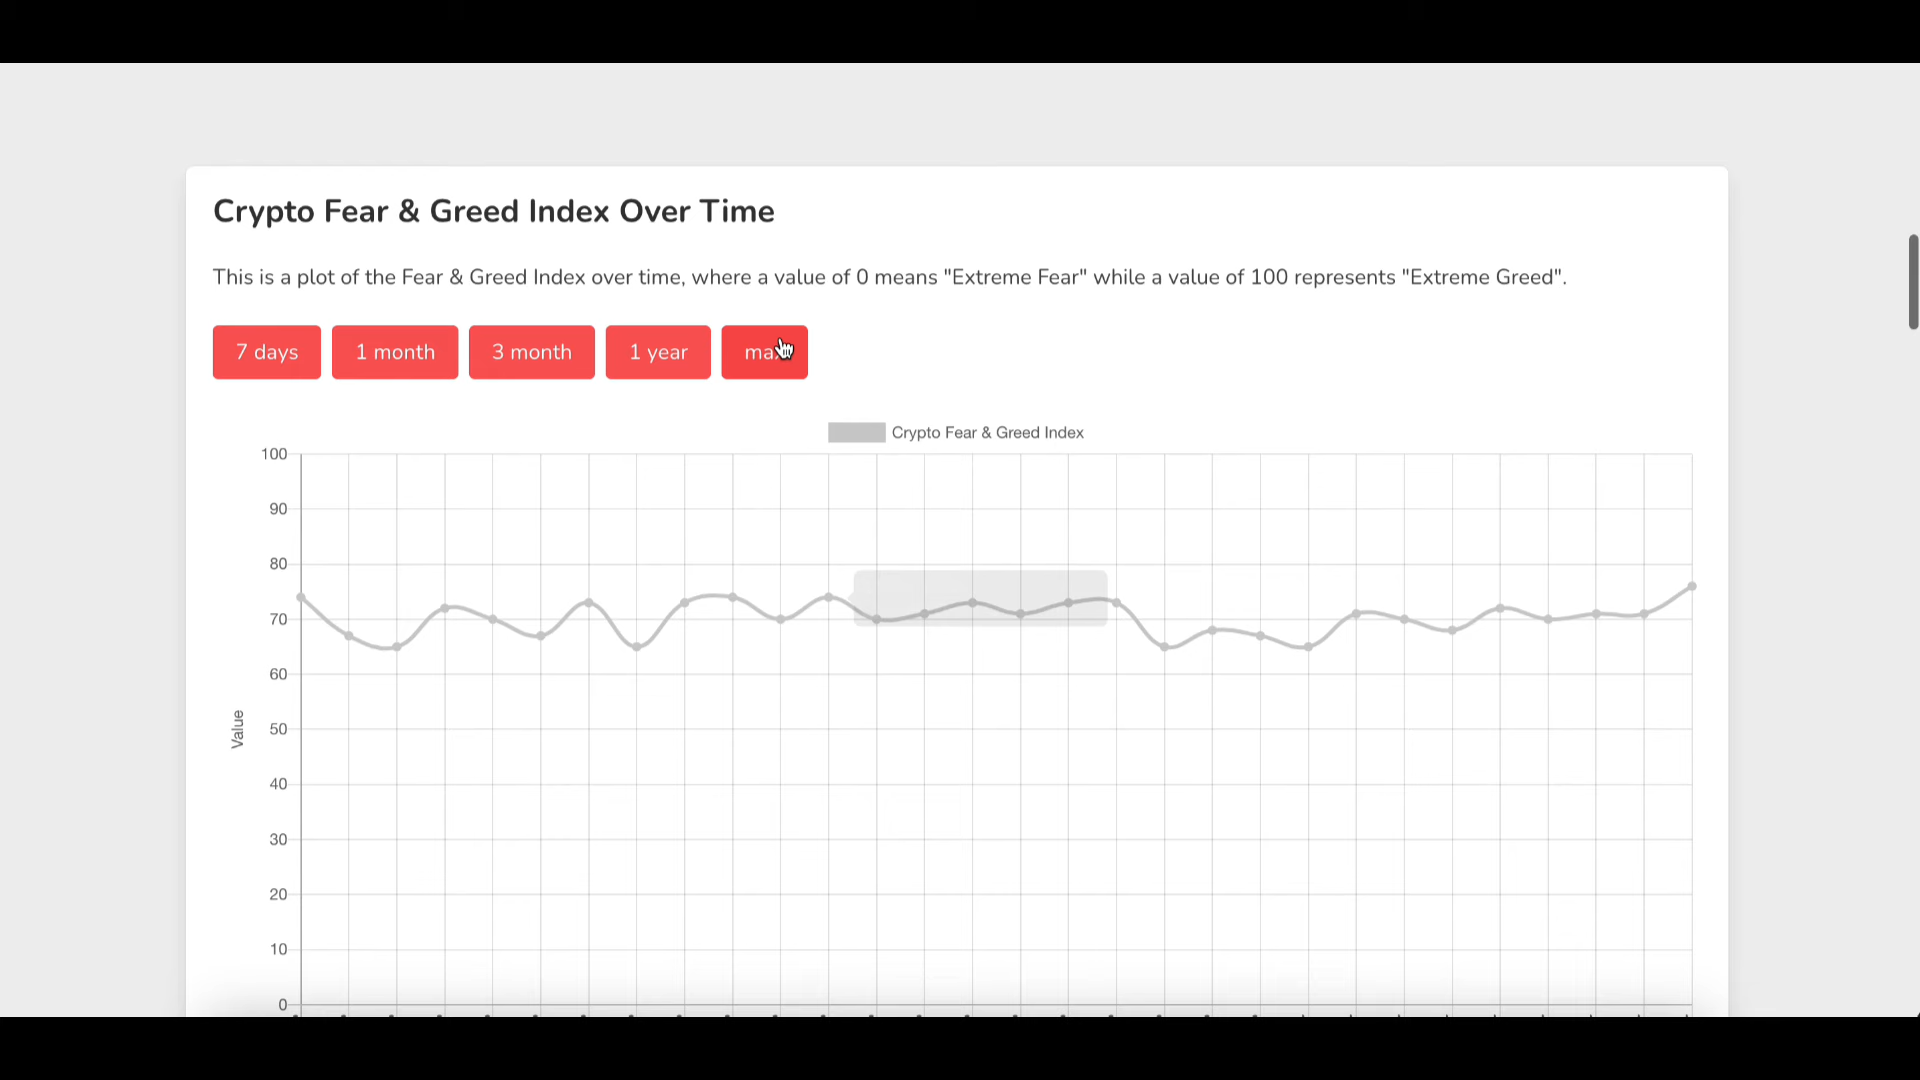 Crypto Fear & Greed Index Over Time
This is a plot of the Fear & Greed Index over time, where a value of 0 means "Extreme Fear" while a value of 100 represents "Extreme Greed".
7 days 1 month 3 month 1 year max
Crypto Fear & Greed Index
100
90
80
70
60
50
40
30
20
10
0
Value